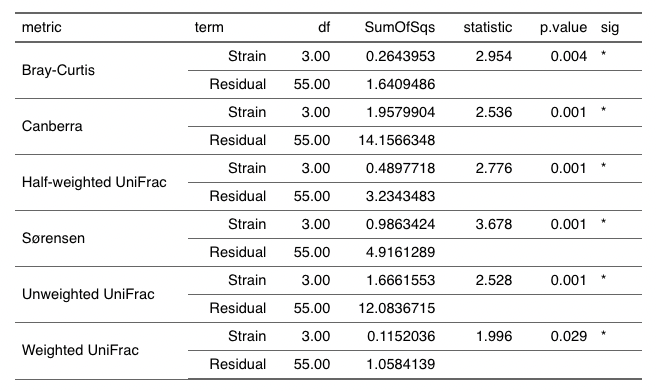 metric term df SumOfSqs statistic p.value sig
Bray-Curtis Strain 3.00 0.2643953 2.954 0.004 *
Residual 55.00 1.6409486
Canberra Strain 3.00 1.9579904 2.536 0.001 *
Residual 55.00 14.1566348
Half-weighted UniFrac Strain 3.00 0.4897718 2.776 0.001 *
Residual 55.00 3.2343483
Sørensen Strain 3.00 0.9863424 3.678 0.001 *
Residual 55.00 4.9161289
Unweighted UniFrac Strain 3.00 1.6661553 2.528 0.001 *
Residual 55.00 12.0836715
Weighted UniFrac Strain 3.00 0.1152036 1.996 0.029 *
Residual 55.00 1.0584139